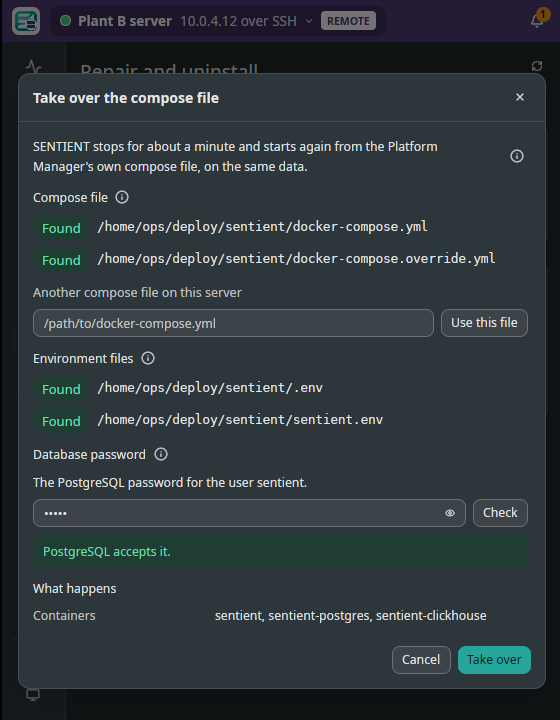 Plant B server 10.0.4.12 over SSH REMOTE 1
Repair and uninstall
Take over the compose file
SENTIENT stops for about a minute and starts again from the Platform
Manager's own compose file, on the same data.
Compose file
Found /home/ops/deploy/sentient/docker-compose.yml
Found /home/ops/deploy/sentient/docker-compose.override.yml
Another compose file on this server
/path/to/docker-compose.yml Use this file
Environment files
Found /home/ops/deploy/sentient/.env
Found /home/ops/deploy/sentient/sentient.env
Database password
The PostgreSQL password for the user sentient.
••••• Check
PostgreSQL accepts it.
What happens
Containers sentient, sentient-postgres, sentient-clickhouse
Cancel Take over